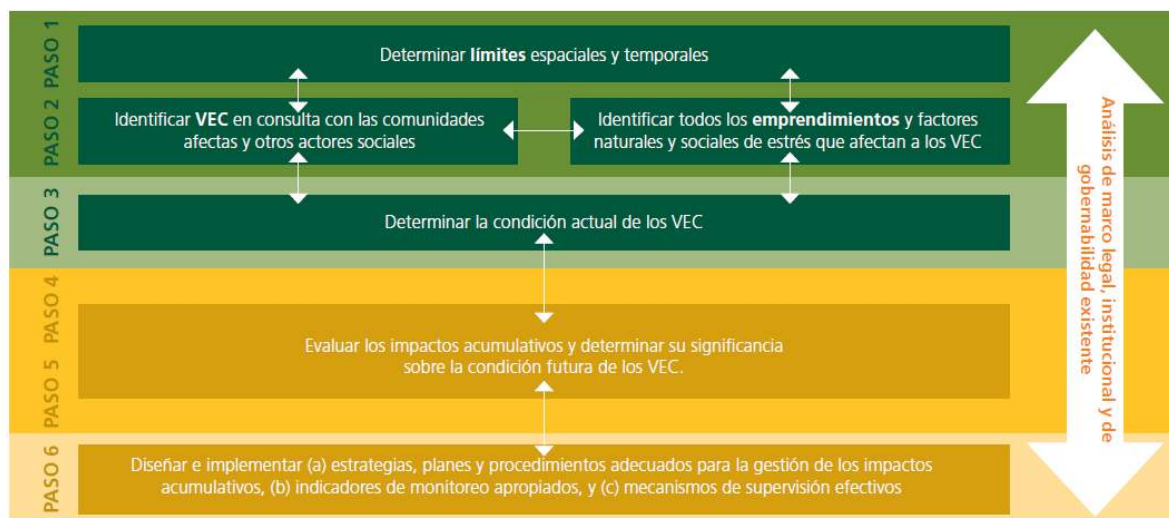 PASO 1
Determinar límites espaciales y temporales
PASO 2
Identificar VEC en consulta con las comunidades
afectas y otros actores sociales
Identificar todos los emprendimientos y factores
naturales y sociales de estrés que afectan a los VEC
PASO 3
Determinar la condición actual de los VEC
PASO 4
PASO 5
Evaluar los impactos acumulativos y determinar su significancia
sobre la condición futura de los VEC.
PASO 6
Diseñar e implementar (a) estrategias, planes y procedimientos adecuados para la gestión de los impactos
acumulativos, (b) indicadores de monitoreo apropiados, y (c) mecanismos de supervisión efectivos
Análisis de marco legal, institucional y de
gobernabilidad existente